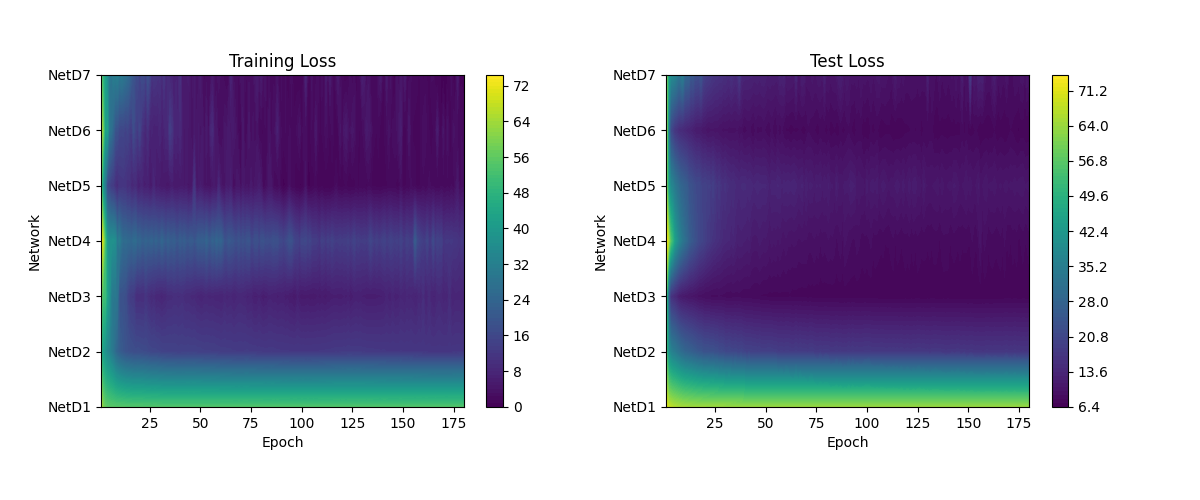 Training Loss
Network
NetD7
NetD6
NetD5
NetD4
NetD3
NetD2
NetD1
25 50 75 100 125 150 175
Epoch
72
64
56
48
40
32
24
16
8
0
Test Loss
Network
NetD7
NetD6
NetD5
NetD4
NetD3
NetD2
NetD1
25 50 75 100 125 150 175
Epoch
71.2
64.0
56.8
49.6
42.4
35.2
28.0
20.8
13.6
6.4